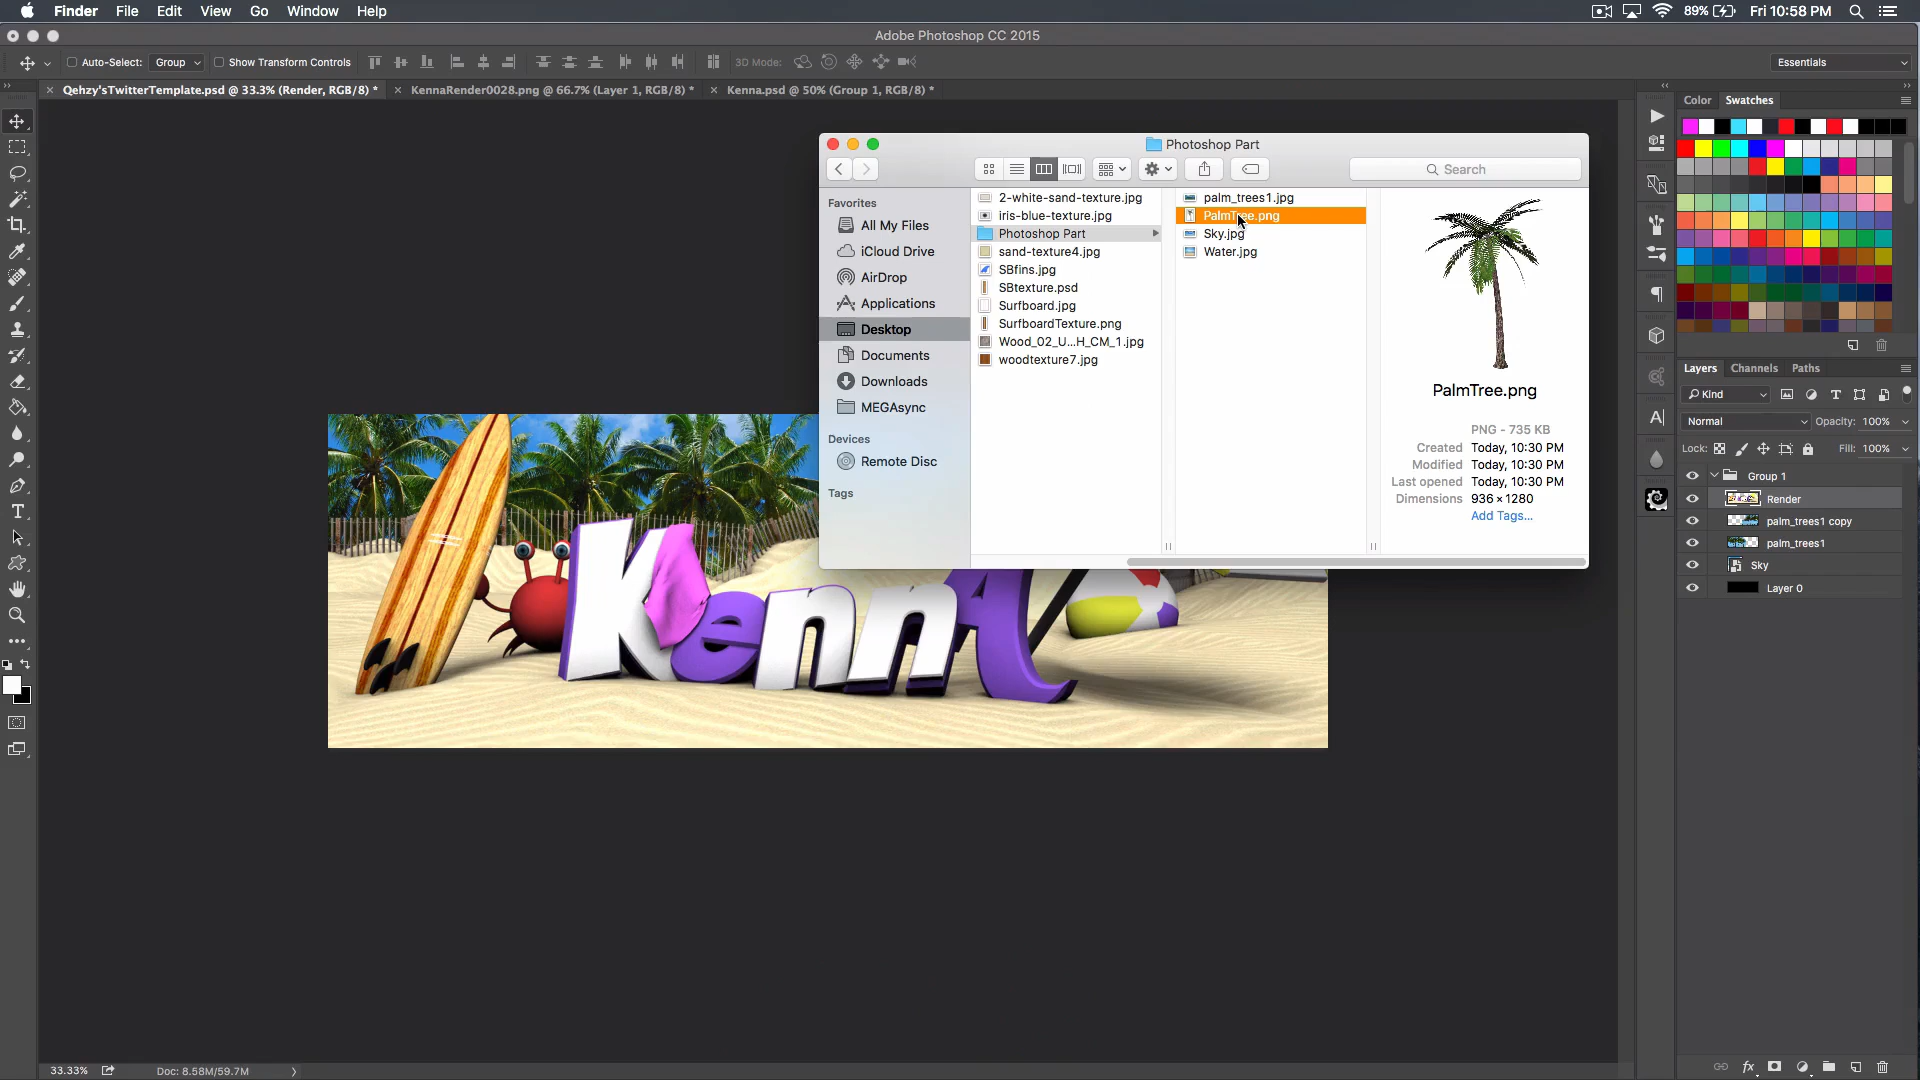 Finder File Edit View Go Window Help
89% Fri 10:58 PM
Adobe Photoshop CC 2015
Auto-Select: Group Show Transform Controls 3D Mode: Essentials
Qehzy'sTwitterTemplate.psd @ 33.3% (Render, RGB/8) * KennaRender0028.png @ 66.7% (Layer 1, RGB/8) * Kenna.psd @ 50% (Group 1, RGB/8) *
Color Swatches
Photoshop Part
Search
Favorites
All My Files
iCloud Drive
AirDrop
Applications
Desktop
Documents
Downloads
MEGAsync
Devices
Remote Disc
Tags
2-white-sand-texture.jpg
iris-blue-texture.jpg
Photoshop Part
sand-texture4.jpg
SBfins.jpg
SBtexture.psd
Surfboard.jpg
SurfboardTexture.png
Wood_02_U...H_CM_1.jpg
woodtexture7.jpg
palm_trees1.jpg
PalmTree.png
Sky.jpg
Water.jpg
PalmTree.png
PNG - 735 KB
Created Today, 10:30 PM
Modified Today, 10:30 PM
Last opened Today, 10:30 PM
Dimensions 936 × 1280
Add Tags...
Kenna
Layers Channels Paths
Kind
Normal Opacity: 100%
Lock: Fill: 100%
Group 1
Render
palm_trees1 copy
palm_trees1
Sky
Layer 0
33.33% Doc: 8.58M/59.7M